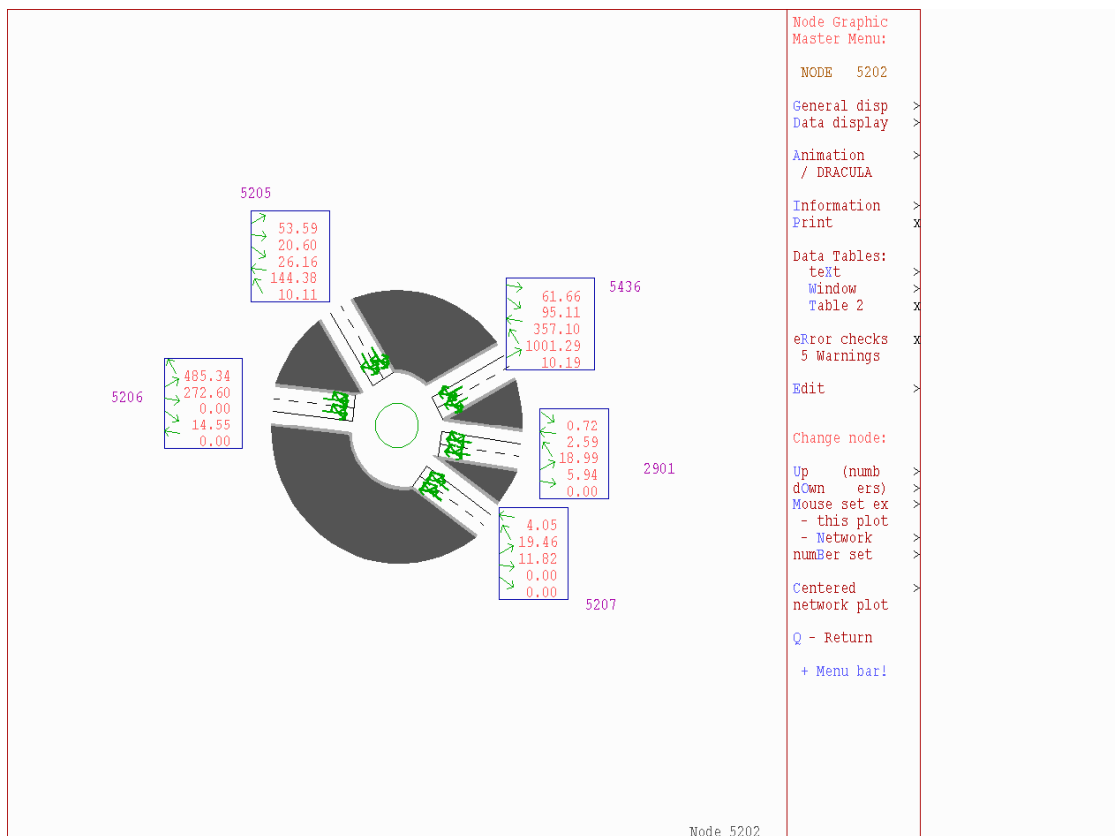 5205
53.59
20.60
26.16
144.38
10.11
5436
61.66
95.11
357.10
1001.29
10.19
5206
485.34
272.60
0.00
14.55
0.00
2901
0.72
2.59
18.99
5.94
0.00
5207
4.05
19.46
11.82
0.00
0.00
Node 5202
Node Graphic
Master Menu:
NODE 5202
General disp >
Data display >
Animation >
/ DRACULA
Information >
Print x
Data Tables:
teXt >
Window >
Table 2 x
eRror checks x
5 Warnings
Edit >
Change node:
Up (numb >
dOwn ers) >
Mouse set ex >
- this plot
- Network >
numBer set >
Centered >
network plot
Q - Return
+ Menu bar!